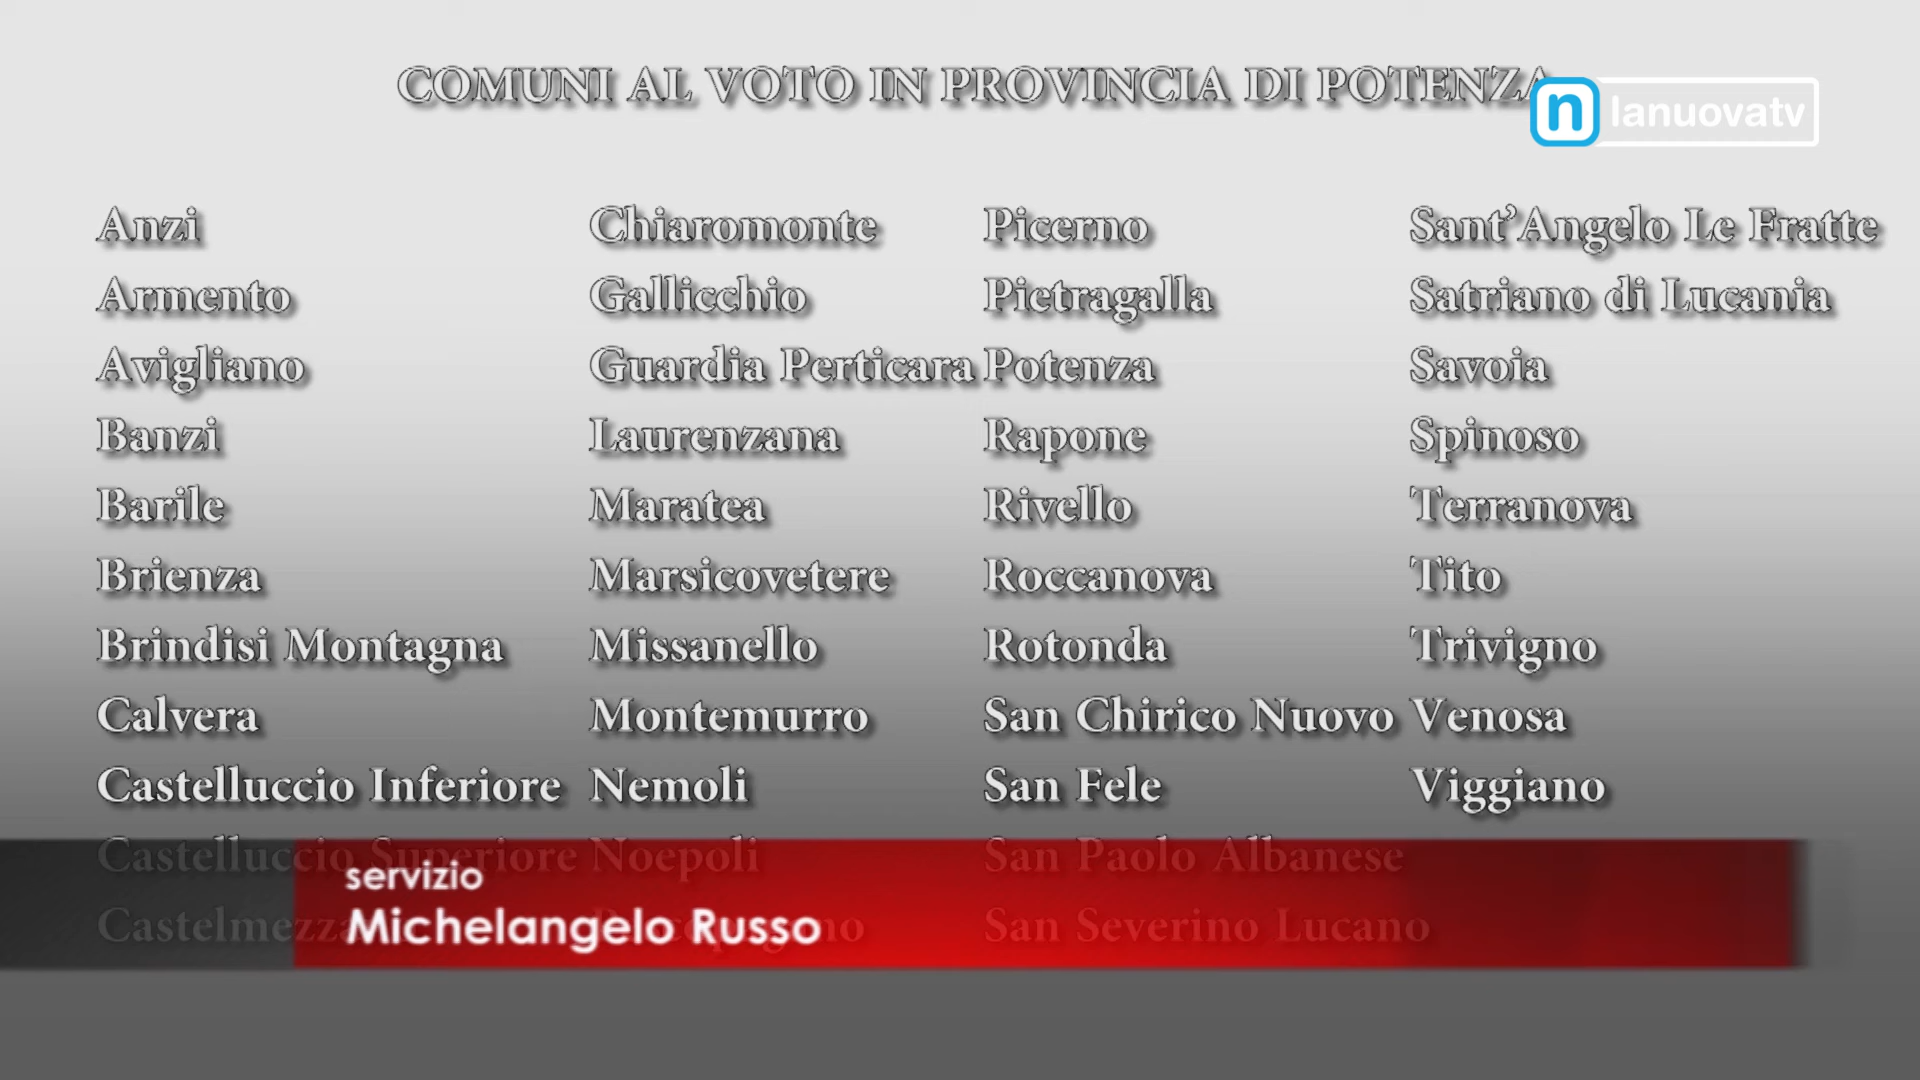 COMUNI AL VOTO IN PROVINCIA DI POTENZA
n lanuovatv
Anzi
Armento
Avigliano
Banzi
Barile
Brienza
Brindisi Montagna
Calvera
Castelluccio Inferiore
Castelluccio Superiore
Chiaromonte
Gallicchio
Guardia Perticara
Laurenzana
Maratea
Marsicovetere
Missanello
Montemurro
Nemoli
Noepoli
Picerno
Pietragalla
Potenza
Rapone
Rivello
Roccanova
Rotonda
San Chirico Nuovo
San Fele
San Paolo Albanese
San Severino Lucano
Sant'Angelo Le Fratte
Satriano di Lucania
Savoia
Spinoso
Terranova
Tito
Trivigno
Venosa
Viggiano
servizio
Michelangelo Russo